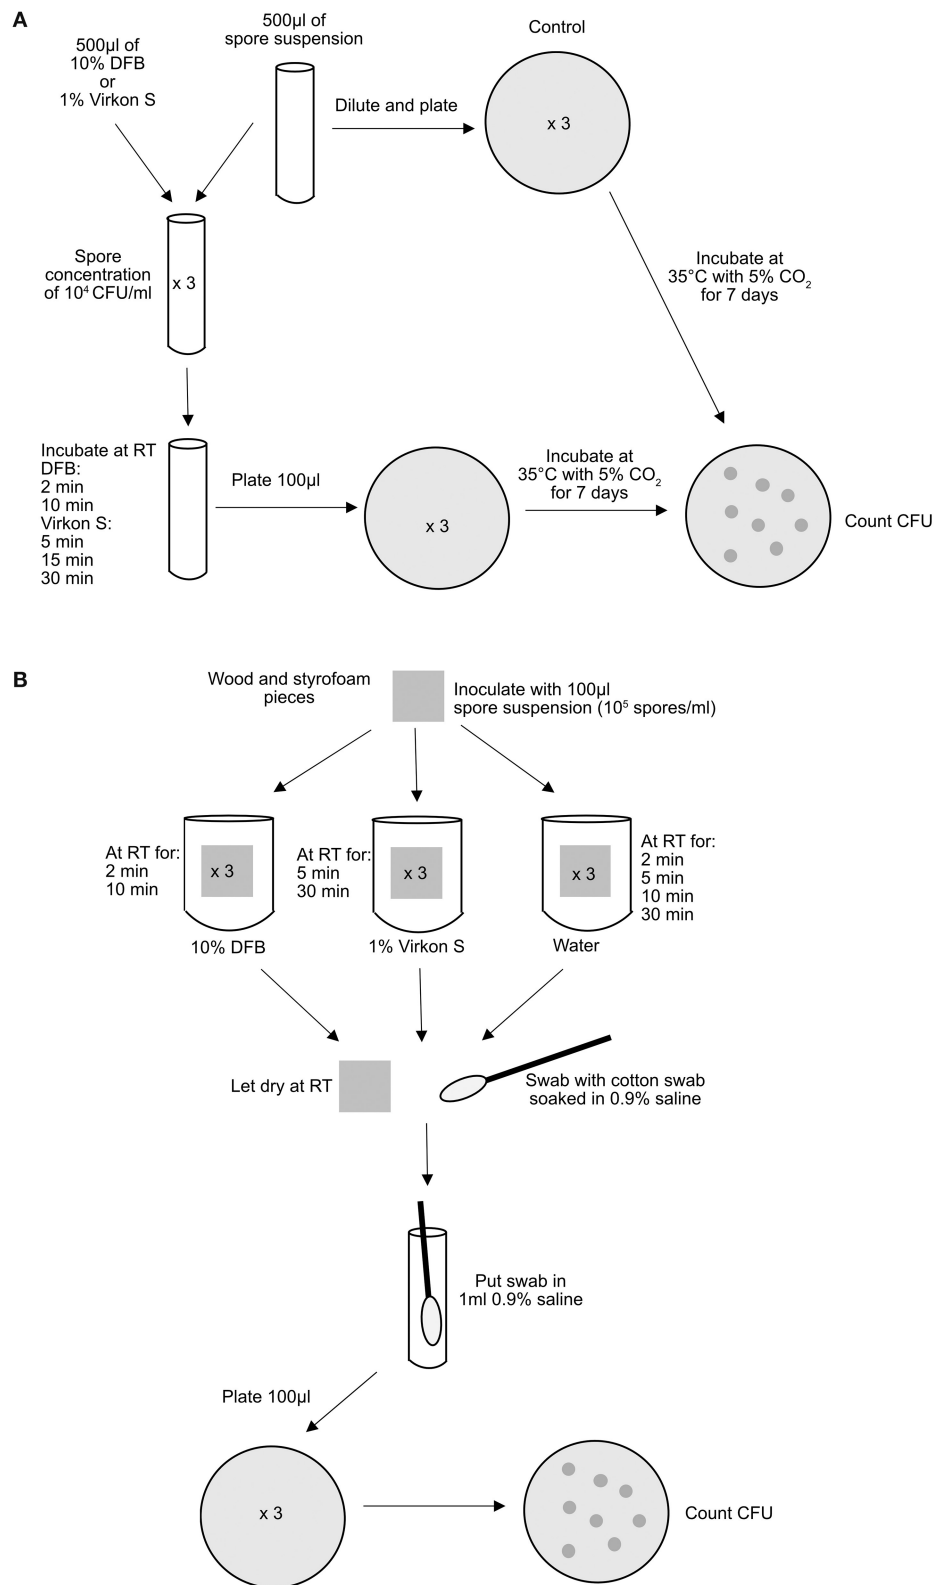 A
500µl of
10% DFB
or
1% Virkon S
500µl of
spore suspension
Dilute and plate
Control
x 3
Spore
concentration
of 10⁴ CFU/ml
x 3
Incubate at
35°C with 5% CO₂
for 7 days
Incubate at RT
DFB:
2 min
10 min
Virkon S:
5 min
15 min
30 min
Plate 100µl
x 3
Incubate at
35°C with 5% CO₂
for 7 days
Count CFU
B
Wood and styrofoam
pieces
Inoculate with 100µl
spore suspension (10⁵ spores/ml)
At RT for:
2 min
10 min
x 3
10% DFB
At RT for:
5 min
30 min
x 3
1% Virkon S
x 3
Water
At RT for:
2 min
5 min
10 min
30 min
Let dry at RT
Swab with cotton swab
soaked in 0.9% saline
Put swab in
1ml 0.9% saline
Plate 100µl
x 3
Count CFU